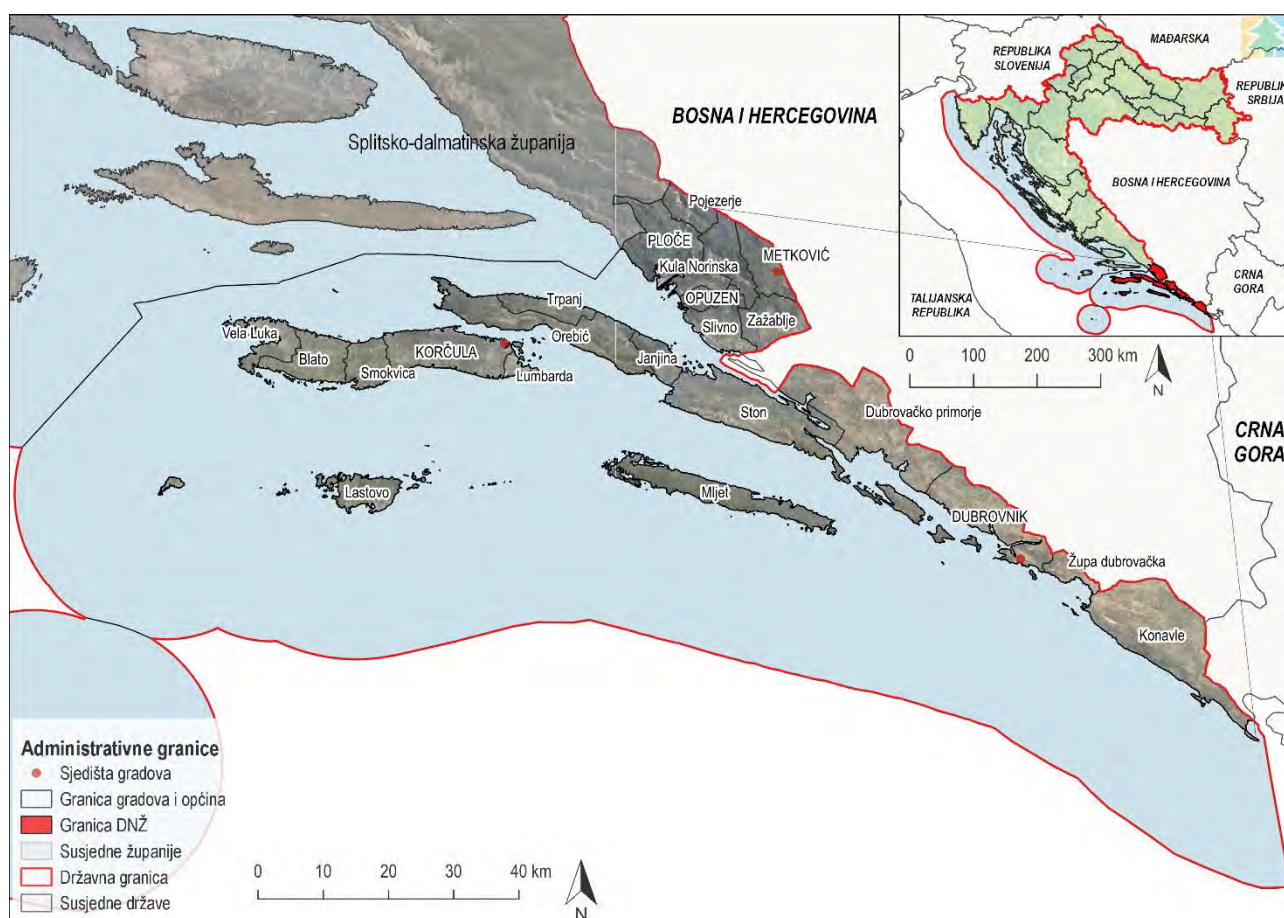 BOSNA I HERCEGOVINA
Splitsko-dalmatinska županija
Pojezerje
PLOČE
METKOVIĆ
Kula Norinska
OPUZEN
Zažablje
Slivno
Trpanj
Orebić
Janjina
Vela Luka
Blato
Smokvica
KORČULA
Lumbarda
Ston
Dubrovačko primorje
Lastovo
Mljet
DUBROVNIK
Župa dubrovačka
Konavle
CRNA
GORA
REPUBLIKA
SLOVENIJA
MAĐARSKA
REPUBLIK
SRBIJA
BOSNA I HERCEGOVINA
CRNA
GORA
TALIJANSKA
REPUBLIKA
0 100 200 300 km
N
Administrativne granice
Sjedišta gradova
Granica gradova i općina
Granica DNŽ
Susjedne županije
Državna granica
Susjedne države
0 10 20 30 40 km
N